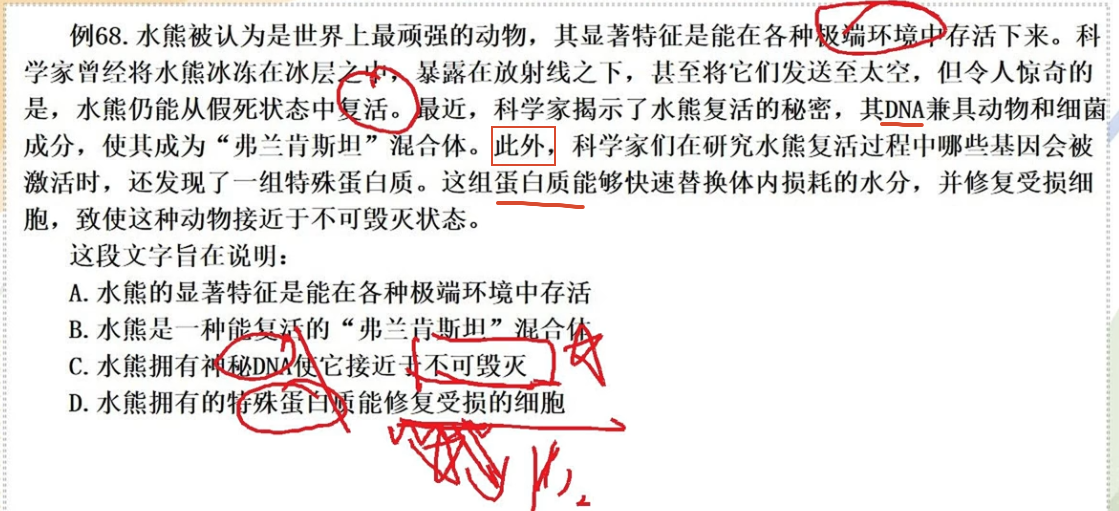 例68. 水熊被认为是世界上最顽强的动物，其显著特征是能在各种极端环境中存活下来。科
学家曾经将水熊冰冻在冰层之中，暴露在放射线之下，甚至将它们发送至太空，但令人惊奇的
是，水熊仍能从假死状态中复活。最近，科学家揭示了水熊复活的秘密，其DNA兼具动物和细菌
成分，使其成为“弗兰肯斯坦”混合体。此外，科学家们在研究水熊复活过程中哪些基因会被
激活时，还发现了一组特殊蛋白质。这组蛋白质能够快速替换体内损耗的水分，并修复受损细
胞，致使这种动物接近于不可毁灭状态。
这段文字旨在说明：
A. 水熊的显著特征是能在各种极端环境中存活
B. 水熊是一种能复活的“弗兰肯斯坦”混合体
C. 水熊拥有神秘DNA使它接近于不可毁灭
D. 水熊拥有的特殊蛋白质能修复受损的细胞